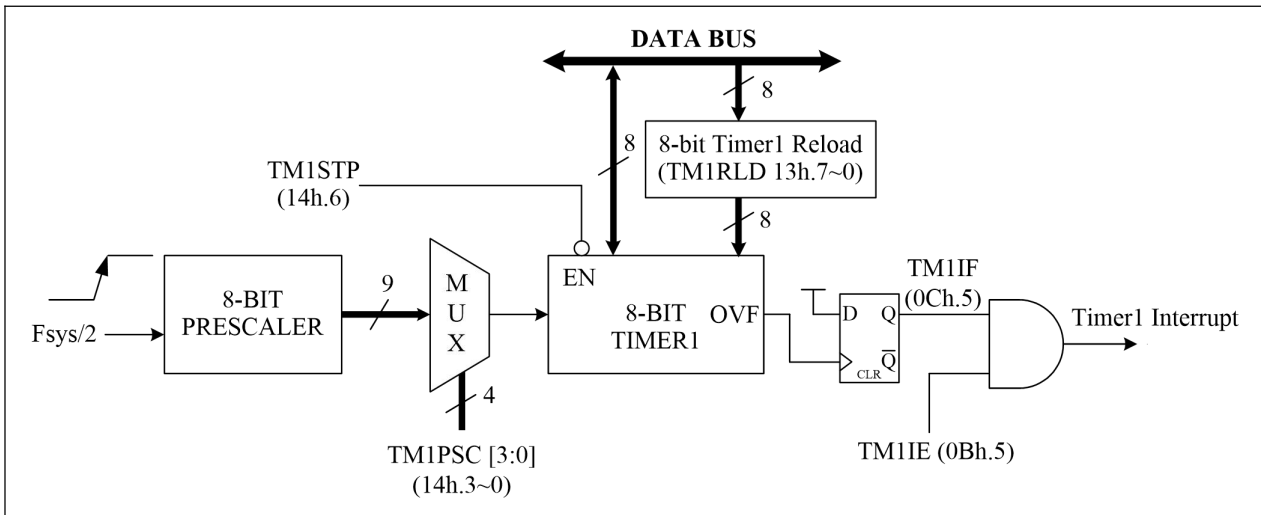 DATA BUS
8
8
8-bit Timer1 Reload
(TM1RLD 13h.7~0)
8
TM1STP
(14h.6)
Fsys/2
8-BIT
PRESCALER
9
M
U
X
4
TM1PSC [3:0]
(14h.3~0)
EN
8-BIT
TIMER1
OVF
D
Q
Q̅
CLR
TM1IF
(0Ch.5)
Timer1 Interrupt
TM1IE (0Bh.5)